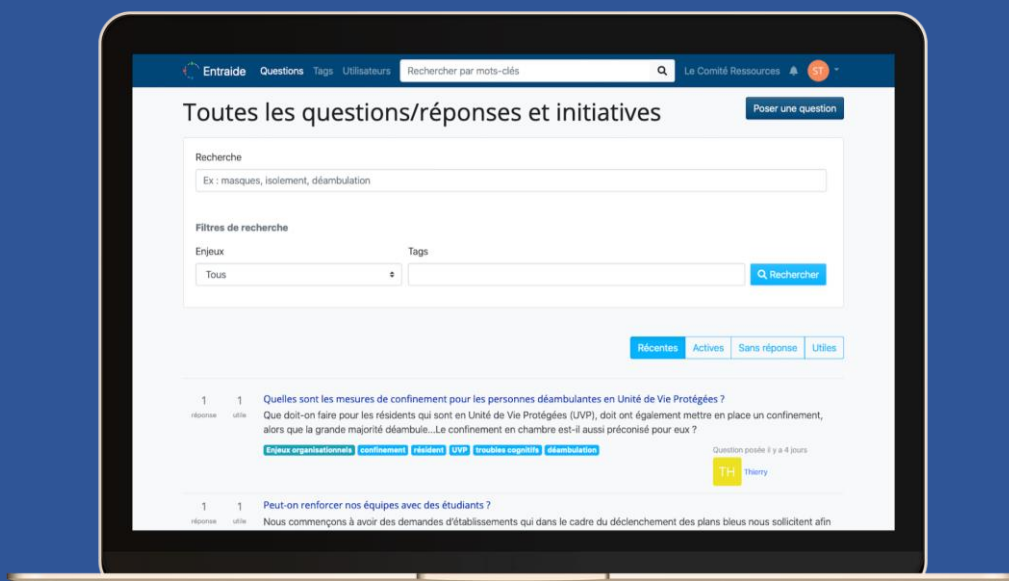 Entraide Questions Tags Utilisateurs Rechercher par mots-clés Le Comité Ressources ST
Toutes les questions/réponses et initiatives
Poser une question
Recherche
Ex : masques, isolement, déambulation
Filtres de recherche
Enjeux Tags
Tous Rechercher
Récentes Actives Sans réponse Utiles
1 1 Quelles sont les mesures de confinement pour les personnes déambulantes en Unité de Vie Protégées ?
réponse utile Que doit-on faire pour les résidents qui sont en Unité de Vie Protégées (UVP), doit ont également mettre en place un confinement,
alors que la grande majorité déambule...Le confinement en chambre est-il aussi préconisé pour eux ?
Enjeux organisationnels confinement résident UVP troubles cognitifs déambulation
Question posée il y a 4 jours
TH Thierry
1 1 Peut-on renforcer nos équipes avec des étudiants ?
réponse utile Nous commençons à avoir des demandes d'établissements qui dans le cadre du déclenchement des plans bleus nous sollicitent afin